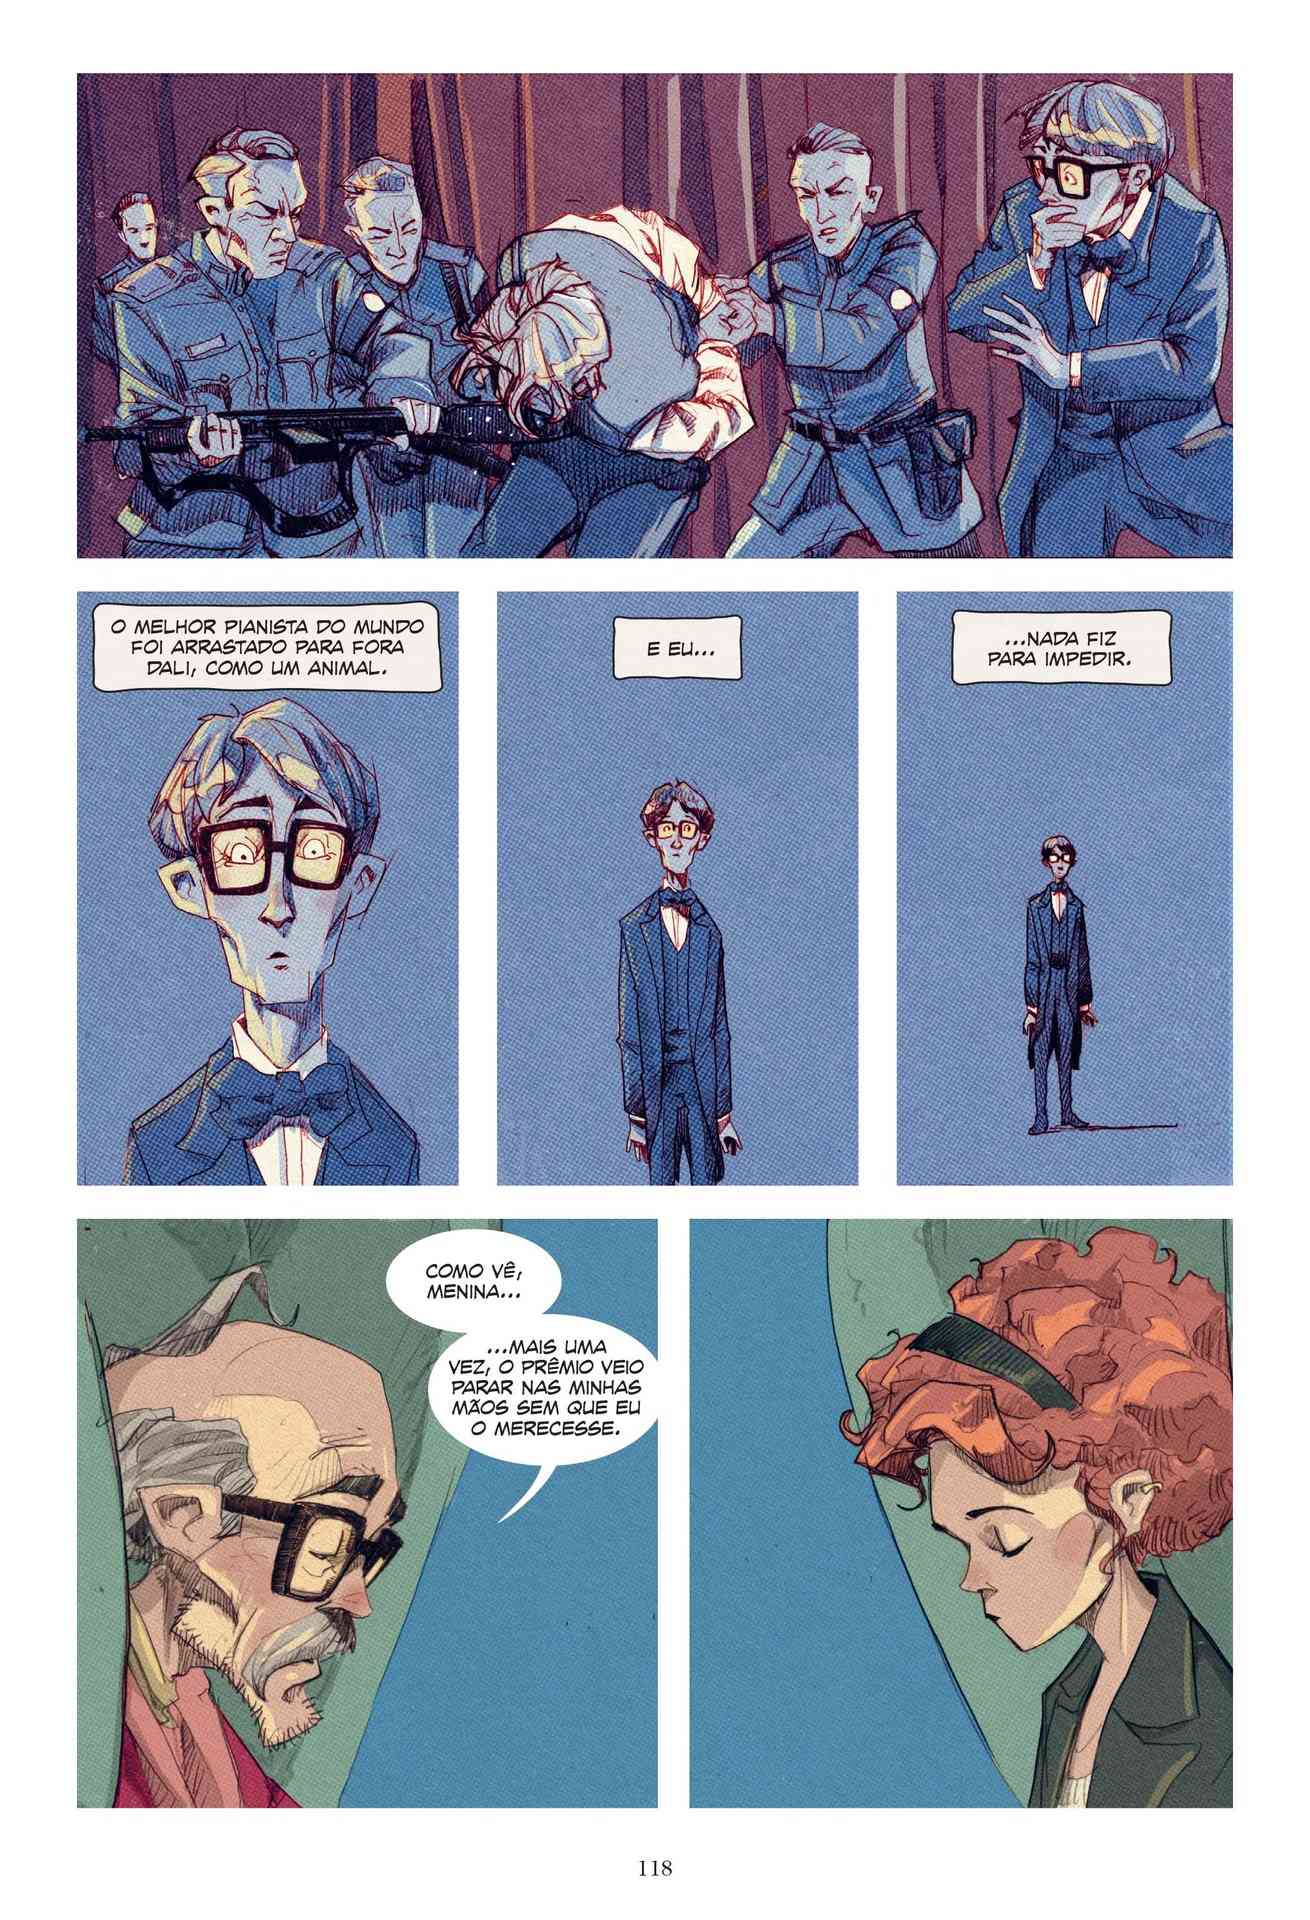 O MELHOR PIANISTA DO MUNDO
FOI ARRASTADO PARA FORA
DALI, COMO UM ANIMAL.
E EU...
...NADA FIZ
PARA IMPEDIR.
COMO VÊ,
MENINA...
...MAIS UMA
VEZ, O PRÊMIO VEIO
PARAR NAS MINHAS
MÃOS SEM QUE EU
O MERECESSE.
118